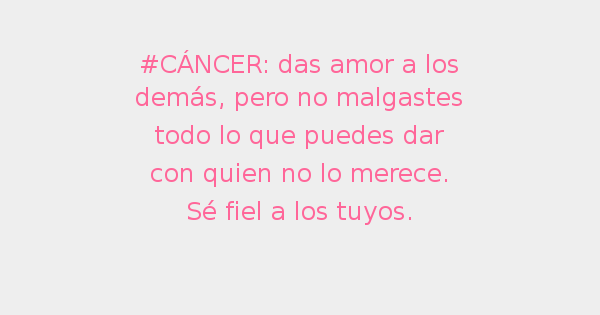 #CÁNCER: das amor a los
demás, pero no malgastes
todo lo que puedes dar
con quien no lo merece.
Sé fiel a los tuyos.